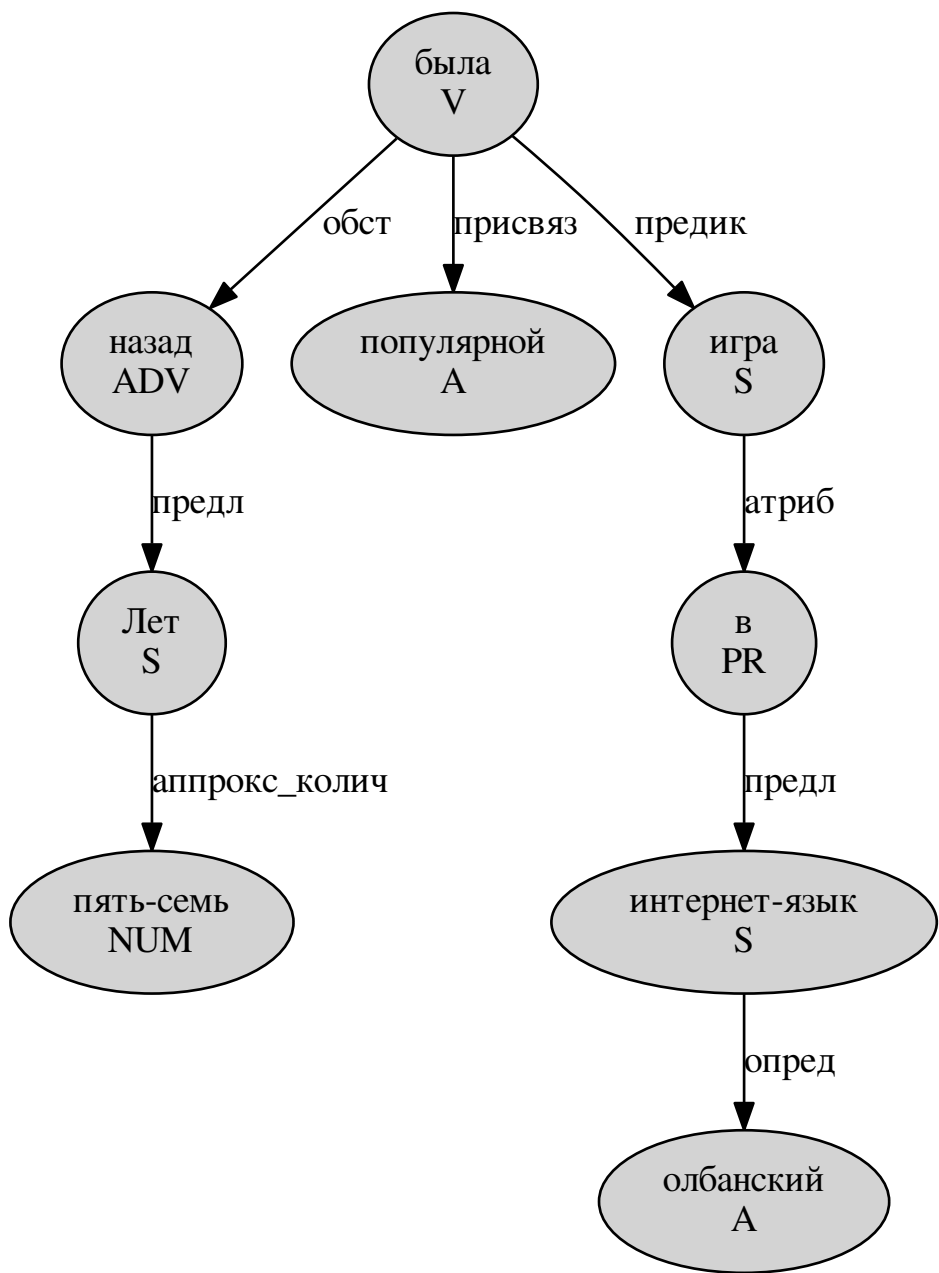 была
V
обст
присвяз
предик
назад
ADV
популярной
A
игра
S
предл
атриб
Лет
S
в
PR
аппрокс_колич
предл
пять-семь
NUM
интернет-язык
S
опред
олбанский
A